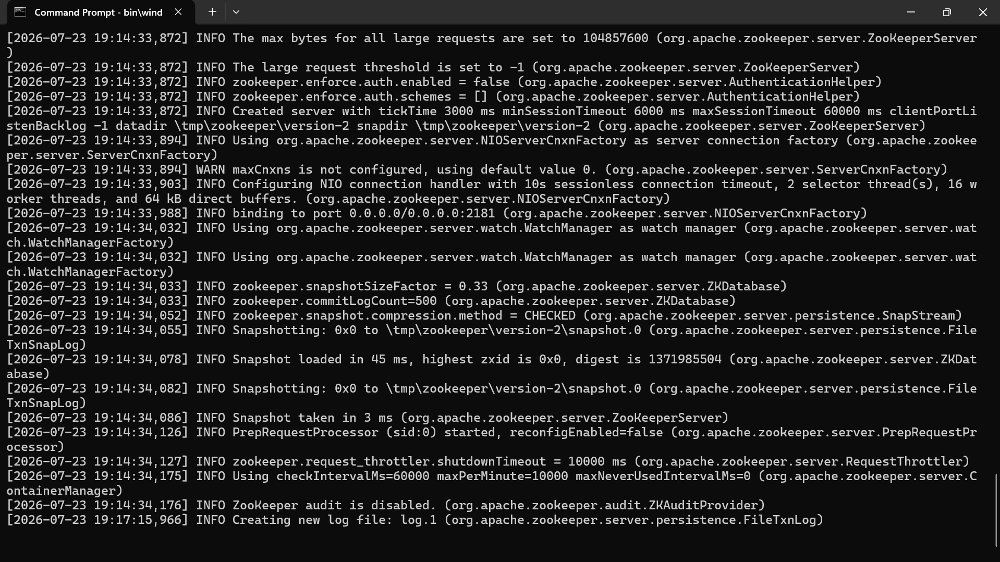 Command Prompt - bin\wind
[2026-07-23 19:14:33,872] INFO The max bytes for all large requests are set to 104857600 (org.apache.zookeeper.server.ZooKeeperServer
)
[2026-07-23 19:14:33,872] INFO The large request threshold is set to -1 (org.apache.zookeeper.server.ZooKeeperServer)
[2026-07-23 19:14:33,872] INFO zookeeper.enforce.auth.enabled = false (org.apache.zookeeper.server.AuthenticationHelper)
[2026-07-23 19:14:33,872] INFO zookeeper.enforce.auth.schemes = [] (org.apache.zookeeper.server.AuthenticationHelper)
[2026-07-23 19:14:33,872] INFO Created server with tickTime 3000 ms minSessionTimeout 6000 ms maxSessionTimeout 60000 ms clientPortLi
stenBacklog -1 datadir \tmp\zookeeper\version-2 snapdir \tmp\zookeeper\version-2 (org.apache.zookeeper.server.ZooKeeperServer)
[2026-07-23 19:14:33,894] INFO Using org.apache.zookeeper.server.NIOServerCnxnFactory as server connection factory (org.apache.zookee
per.server.ServerCnxnFactory)
[2026-07-23 19:14:33,894] WARN maxCnxns is not configured, using default value 0. (org.apache.zookeeper.server.ServerCnxnFactory)
[2026-07-23 19:14:33,903] INFO Configuring NIO connection handler with 10s sessionless connection timeout, 2 selector thread(s), 16 w
orker threads, and 64 kB direct buffers. (org.apache.zookeeper.server.NIOServerCnxnFactory)
[2026-07-23 19:14:33,988] INFO binding to port 0.0.0.0/0.0.0.0:2181 (org.apache.zookeeper.server.NIOServerCnxnFactory)
[2026-07-23 19:14:34,032] INFO Using org.apache.zookeeper.server.watch.WatchManager as watch manager (org.apache.zookeeper.server.wat
ch.WatchManagerFactory)
[2026-07-23 19:14:34,032] INFO Using org.apache.zookeeper.server.watch.WatchManager as watch manager (org.apache.zookeeper.server.wat
ch.WatchManagerFactory)
[2026-07-23 19:14:34,033] INFO zookeeper.snapshotSizeFactor = 0.33 (org.apache.zookeeper.server.ZKDatabase)
[2026-07-23 19:14:34,033] INFO zookeeper.commitLogCount=500 (org.apache.zookeeper.server.ZKDatabase)
[2026-07-23 19:14:34,052] INFO zookeeper.snapshot.compression.method = CHECKED (org.apache.zookeeper.server.persistence.SnapStream)
[2026-07-23 19:14:34,055] INFO Snapshotting: 0x0 to \tmp\zookeeper\version-2\snapshot.0 (org.apache.zookeeper.server.persistence.File
TxnSnapLog)
[2026-07-23 19:14:34,078] INFO Snapshot loaded in 45 ms, highest zxid is 0x0, digest is 1371985504 (org.apache.zookeeper.server.ZKDat
abase)
[2026-07-23 19:14:34,082] INFO Snapshotting: 0x0 to \tmp\zookeeper\version-2\snapshot.0 (org.apache.zookeeper.server.persistence.File
TxnSnapLog)
[2026-07-23 19:14:34,086] INFO Snapshot taken in 3 ms (org.apache.zookeeper.server.ZooKeeperServer)
[2026-07-23 19:14:34,126] INFO PrepRequestProcessor (sid:0) started, reconfigEnabled=false (org.apache.zookeeper.server.PrepRequestPr
ocessor)
[2026-07-23 19:14:34,127] INFO zookeeper.request_throttler.shutdownTimeout = 10000 ms (org.apache.zookeeper.server.RequestThrottler)
[2026-07-23 19:14:34,175] INFO Using checkIntervalMs=60000 maxPerMinute=10000 maxNeverUsedIntervalMs=0 (org.apache.zookeeper.server.C
ontainerManager)
[2026-07-23 19:14:34,176] INFO ZooKeeper audit is disabled. (org.apache.zookeeper.audit.ZKAuditProvider)
[2026-07-23 19:17:15,966] INFO Creating new log file: log.1 (org.apache.zookeeper.server.persistence.FileTxnLog)